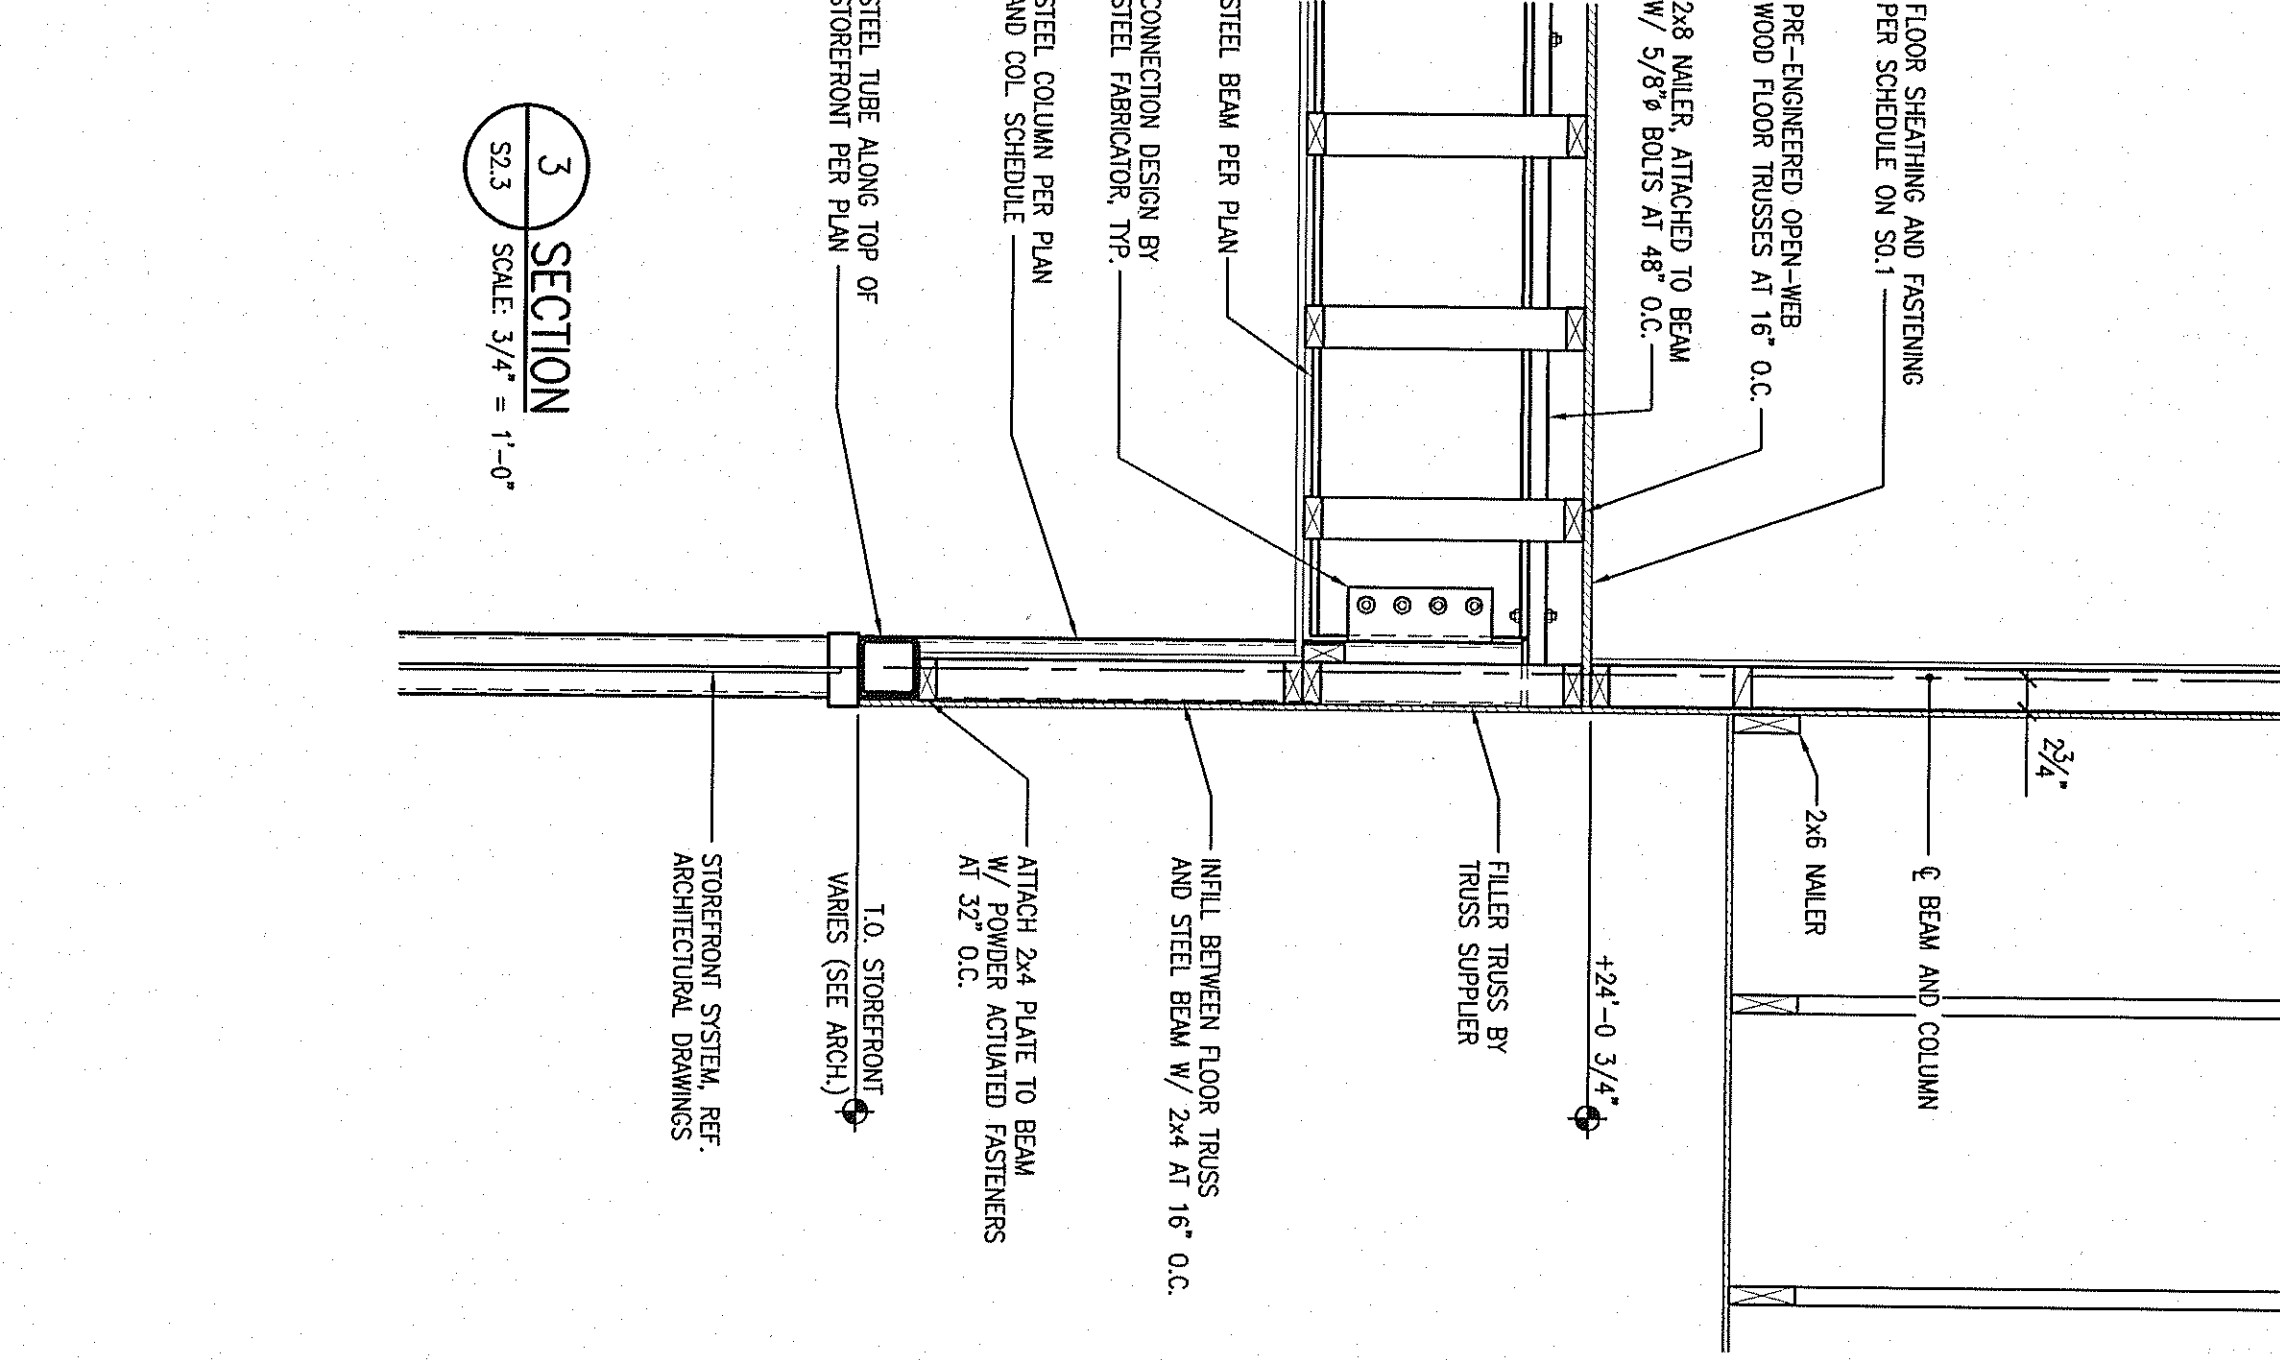 FLOOR SHEATHING AND FASTENING
PER SCHEDULE ON S0.1
PRE-ENGINEERED OPEN-WEB
WOOD FLOOR TRUSSES AT 16" O.C.
2x8 NAILER, ATTACHED TO BEAM
W/ 5/8"ø BOLTS AT 48" O.C.
STEEL BEAM PER PLAN
CONNECTION DESIGN BY
STEEL FABRICATOR, TYP.
STEEL COLUMN PER PLAN
AND COL. SCHEDULE
STEEL TUBE ALONG TOP OF
STOREFRONT PER PLAN
2 3/4"
℄ BEAM AND COLUMN
2x6 NAILER
+24'-0 3/4"
FILLER TRUSS BY
TRUSS SUPPLIER
INFILL BETWEEN FLOOR TRUSS
AND STEEL BEAM W/ 2x4 AT 16" O.C.
ATTACH 2x4 PLATE TO BEAM
W/ POWDER ACTUATED FASTENERS
AT 32" O.C.
T.O. STOREFRONT
VARIES (SEE ARCH.)
STOREFRONT SYSTEM, REF.
ARCHITECTURAL DRAWINGS
3 SECTION
S2.3 SCALE: 3/4" = 1'-0"